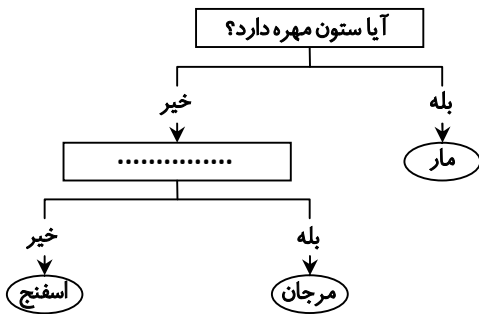 آیا ستون مهره دارد؟
بله
خیر
مار
...............
بله
خیر
مرجان
اسفنج